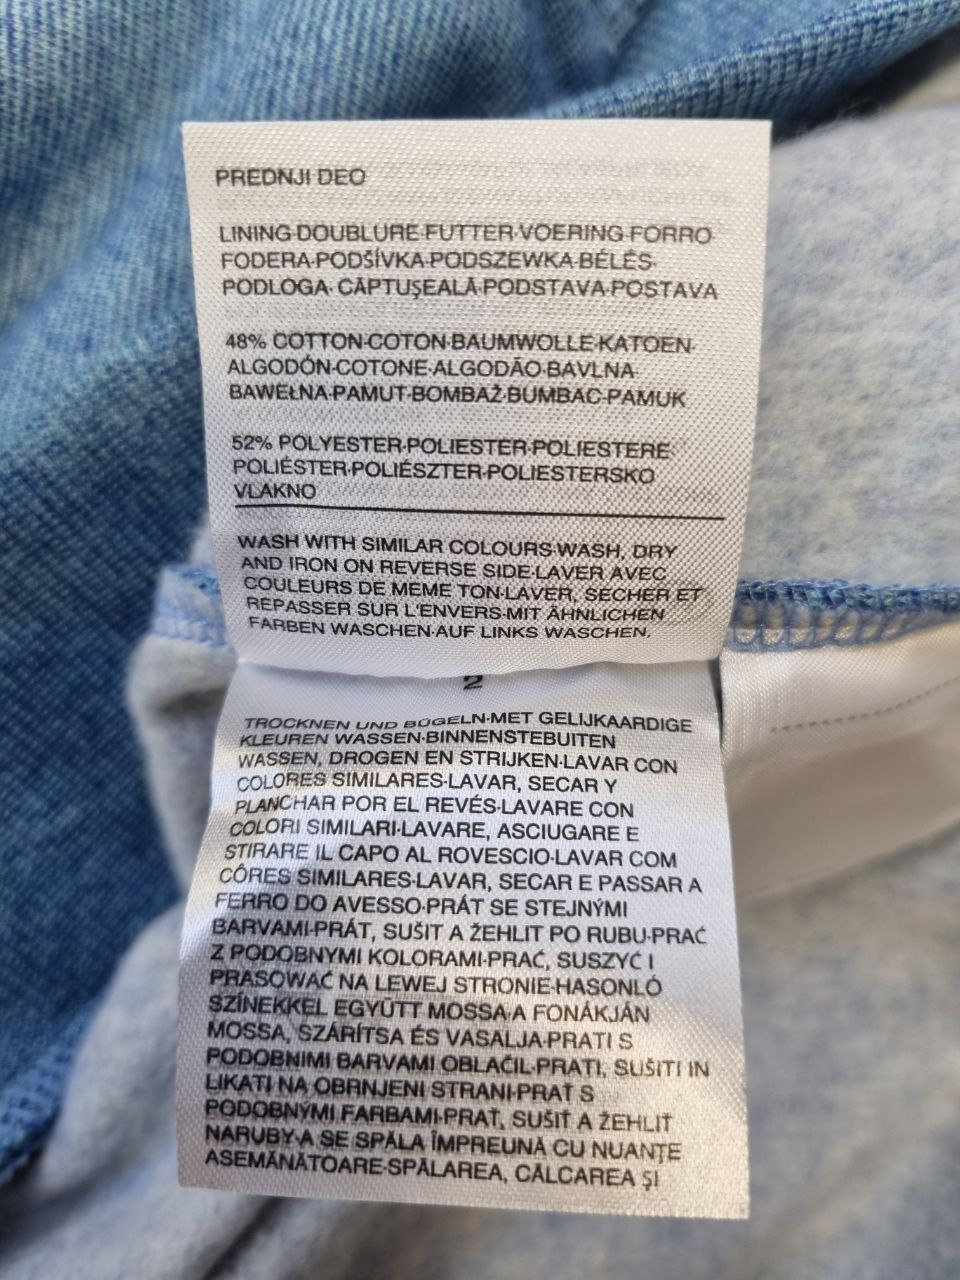 PREDNJI DEO
LINING·DOUBLURE·FUTTER·VOERING·FORRO
FODERA·PODŠÍVKA·PODSZEWKA·BÉLÉS·
PODLOGA· CĂPTUŞEALĂ·PODSTAVA·POSTAVA
48% COTTON·COTON·BAUMWOLLE·KATOEN·
ALGODÓN·COTONE·ALGODÃO·BAVLNA·
BAWEŁNA·PAMUT·BOMBAŽ·BUMBAC·PAMUK
52% POLYESTER·POLIESTER·POLIESTERE·
POLIÉSTER·POLIÉSZTER·POLIESTERSKO
VLAKNO
WASH WITH SIMILAR COLOURS·WASH, DRY
AND IRON ON REVERSE SIDE·LAVER AVEC
COULEURS DE MEME TON·LAVER, SECHER ET
REPASSER SUR L'ENVERS·MIT ÄHNLICHEN
FARBEN WASCHEN·AUF LINKS WASCHEN,
2
TROCKNEN UND BÜGELN·MET GELIJKAARDIGE
KLEUREN WASSEN·BINNENSTEBUITEN
WASSEN, DROGEN EN STRIJKEN·LAVAR CON
COLORES SIMILARES·LAVAR, SECAR Y
PLANCHAR POR EL REVÉS·LAVARE CON
COLORI SIMILARI·LAVARE, ASCIUGARE E
STIRARE IL CAPO AL ROVESCIO·LAVAR COM
CÔRES SIMILARES·LAVAR, SECAR E PASSAR A
FERRO DO AVESSO·PRÁT SE STEJNÝMI
BARVAMI·PRÁT, SUŠIT A ŽEHLIT PO RUBU·PRAĆ
Z PODOBNYMI KOLORAMI·PRAĆ, SUSZYĆ I
PRASOWAĆ NA LEWEJ STRONIE·HASONLÓ
SZÍNEKKEL EGYÜTT MOSSA·A FONÁKJÁN
MOSSA, SZÁRÍTSA ÉS VASALJA·PRATI S
PODOBNIMI BARVAMI OBLAČIL·PRATI, SUŠITI IN
LIKATI NA OBRNJENI STRANI·PRAŤ S
PODOBNÝMI FARBAMI·PRAŤ, SUŠIŤ A ŽEHLIŤ
NARUBY·A SE SPĂLA ÎMPREUNĂ CU NUANŢE
ASEMĂNĂTOARE·SPĂLAREA, CĂLCAREA ŞI